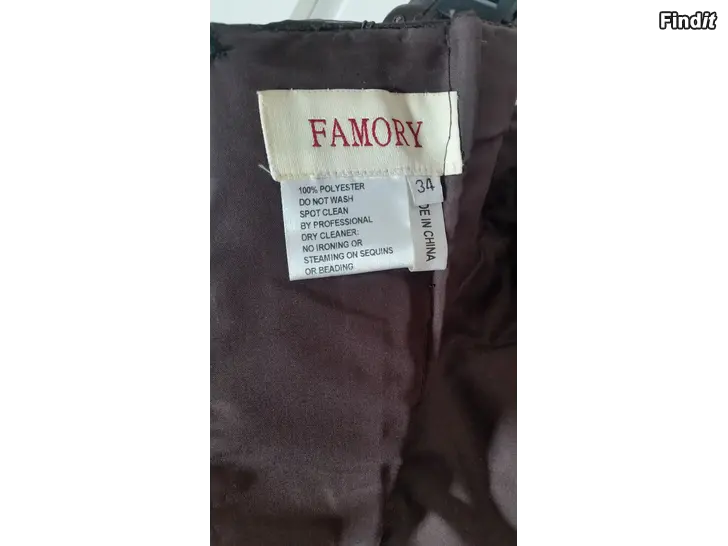 Findit
FAMORY
34
100% POLYESTER
DO NOT WASH
SPOT CLEAN
BY PROFESSIONAL
DRY CLEANER:
NO IRONING OR
STEAMING ON SEQUINS
OR BEADING
DE IN CHINA